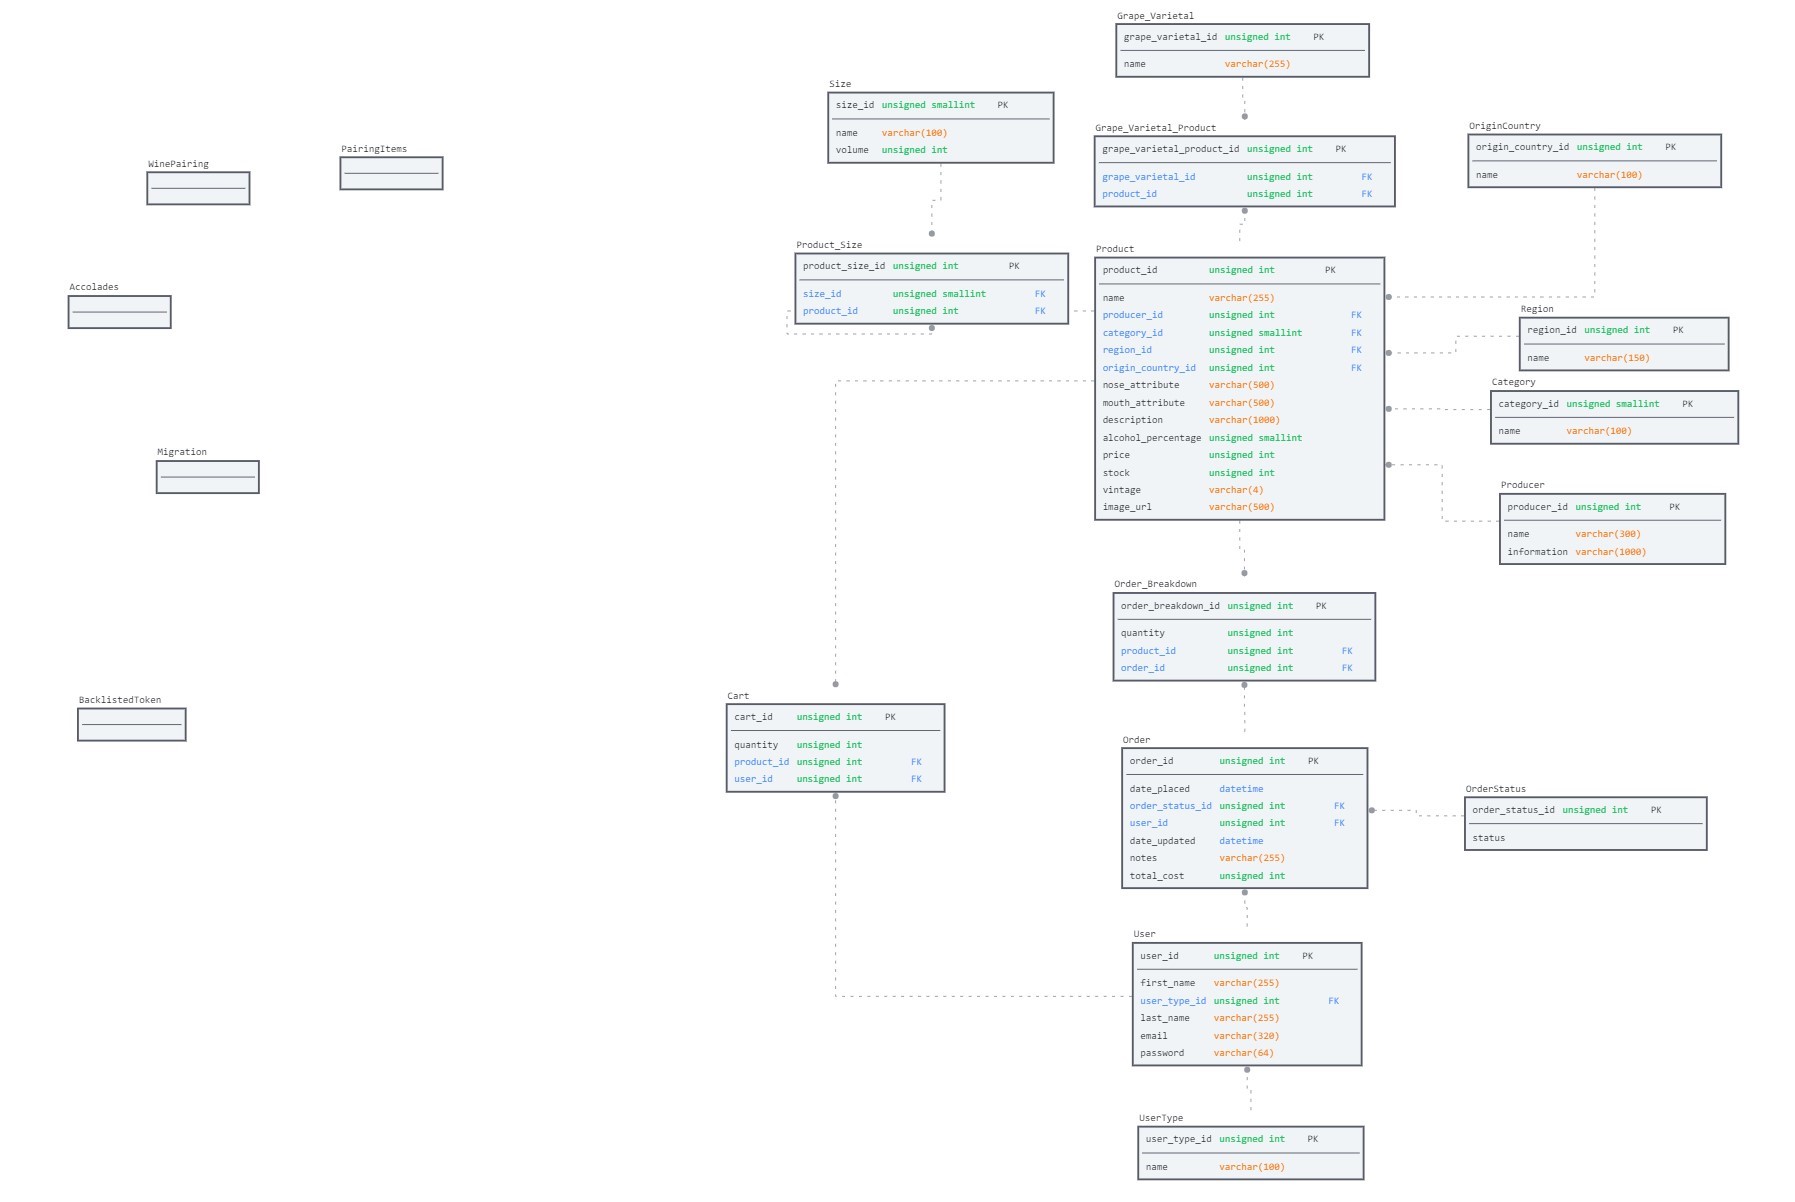 Grape_Varietal
grape_varietal_id unsigned int PK
name varchar(255)
Size
size_id unsigned smallint PK
name varchar(100)
volume unsigned int
Grape_Varietal_Product
grape_varietal_product_id unsigned int PK
grape_varietal_id unsigned int FK
product_id unsigned int FK
OriginCountry
origin_country_id unsigned int PK
name varchar(100)
PairingItems
WinePairing
Product_Size
product_size_id unsigned int PK
size_id unsigned smallint FK
product_id unsigned int FK
Product
product_id unsigned int PK
name varchar(255)
producer_id unsigned int FK
category_id unsigned smallint FK
region_id unsigned int FK
origin_country_id unsigned int FK
nose_attribute varchar(500)
mouth_attribute varchar(500)
description varchar(1000)
alcohol_percentage unsigned smallint
price unsigned int
stock unsigned int
vintage varchar(4)
image_url varchar(500)
Accolades
Region
region_id unsigned int PK
name varchar(150)
Category
category_id unsigned smallint PK
name varchar(100)
Migration
Producer
producer_id unsigned int PK
name varchar(300)
information varchar(1000)
Order_Breakdown
order_breakdown_id unsigned int PK
quantity unsigned int
product_id unsigned int FK
order_id unsigned int FK
BacklistedToken
Cart
cart_id unsigned int PK
quantity unsigned int
product_id unsigned int FK
user_id unsigned int FK
Order
order_id unsigned int PK
date_placed datetime
order_status_id unsigned int FK
user_id unsigned int FK
date_updated datetime
notes varchar(255)
total_cost unsigned int
OrderStatus
order_status_id unsigned int PK
status
User
user_id unsigned int PK
first_name varchar(255)
user_type_id unsigned int FK
last_name varchar(255)
email varchar(320)
password varchar(64)
UserType
user_type_id unsigned int PK
name varchar(100)